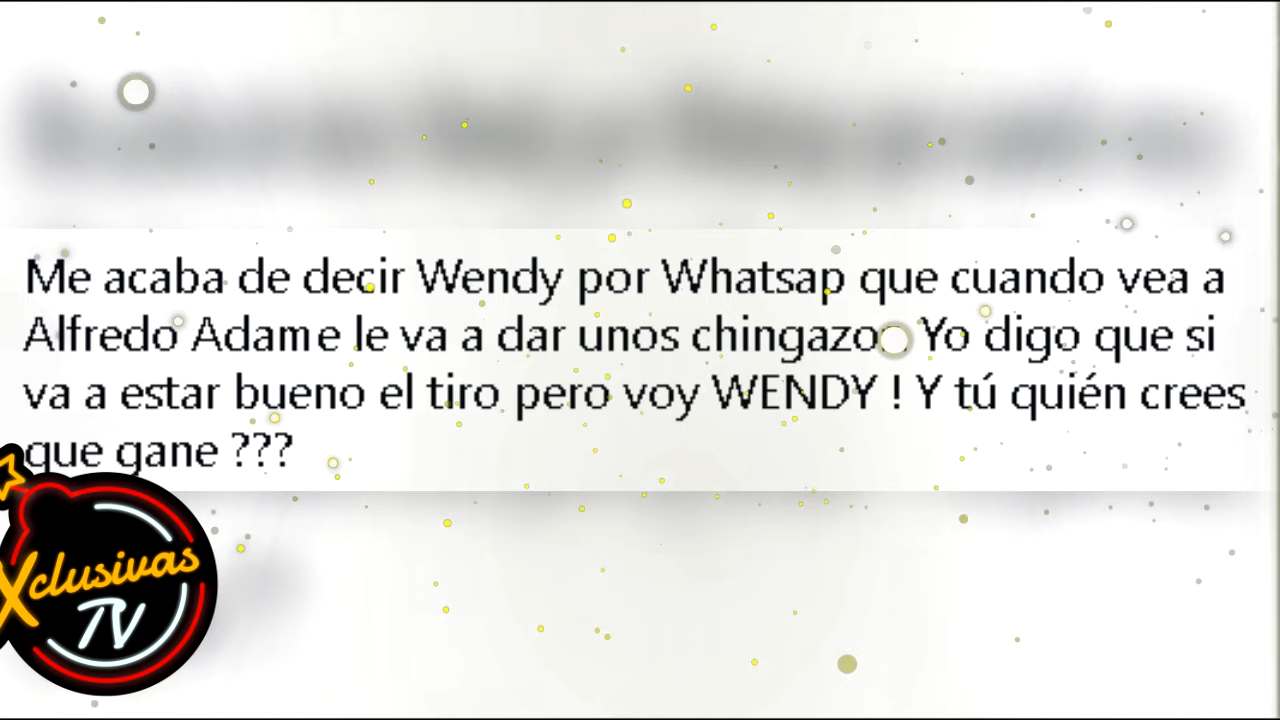 Me acaba de decir Wendy por Whatsap que cuando vea a
Alfredo Adame le va a dar unos chingazo. Yo digo que si
va a estar bueno el tiro pero voy WENDY ! Y tú quién crees
que gane ???
Xclusivas
TV